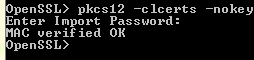 OpenSSL> pkcs12 -clcerts -nokey
Enter Import Password:
MAC verified OK
OpenSSL>